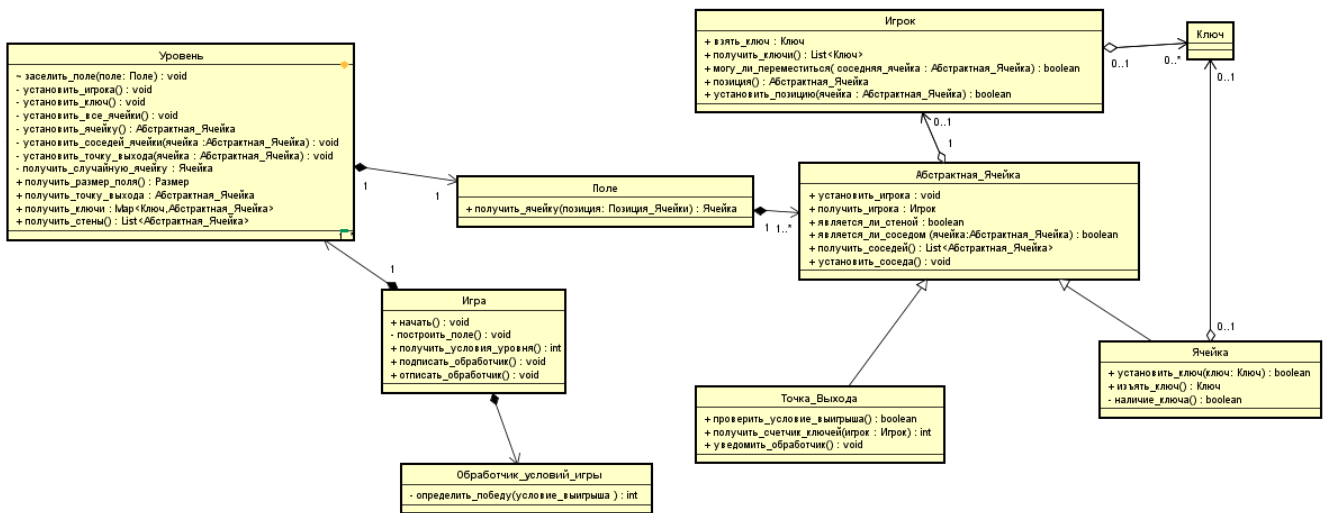 Уровень
~ заселить_поле(поле: Поле) : void
- установить_игрока() : void
- установить_ключ() : void
- установить_все_ячейки() : void
- установить_ячейку() : Абстрактная_Ячейка
- установить_соседей_ячейки(ячейка :Абстрактная_Ячейка) : void
- установить_точку_выхода(ячейка : Абстрактная_Ячейка) : void
- получить_случайную_ячейку : Ячейка
+ получить_размер_поля() : Размер
+ получить_точку_выхода : Абстрактная_Ячейка
+ получить_ключи : Map<Ключ,Абстрактная_Ячейка>
+ получить_стены() : List<Абстрактная_Ячейка>
1..*
1
1
1
Поле
+ получить_ячейку(позиция: Позиция_Ячейки) : Ячейка
1
1..*
Игра
+ начать() : void
- построить_поле() : void
+ получить_условия_уровня() : int
+ подписать_обработчик() : void
+ отписать_обработчик() : void
Обработчик_условий_игры
- определить_победу(условие_выигрыша ) : int
Игрок
+ взять_ключ : Ключ
+ получить_ключи() : List<Ключ>
+ могу_ли_переместиться( соседняя_ячейка : Абстрактная_Ячейка) : boolean
+ позиция() : Абстрактная_Ячейка
+ установить_позицию(ячейка : Абстрактная_Ячейка) : boolean
0..1
0..*
Ключ
0..1
0..1
1
Абстрактная_Ячейка
+ установить_игрока : void
+ получить_игрока : Игрок
+ является_ли_стеной : boolean
+ является_ли_соседом (ячейка:Абстрактная_Ячейка) : boolean
+ получить_соседей() : List<Абстрактная_Ячейка>
+ установить_соседа() : void
0..1
Ячейка
+ установить_ключ(ключ: Ключ) : boolean
+ изъять_ключ() : Ключ
- наличие_ключа() : boolean
Точка_Выхода
+ проверить_условие_выигрыша() : boolean
+ получить_счетчик_ключей(игрок : Игрок) : int
+ уведомить_обработчик() : void